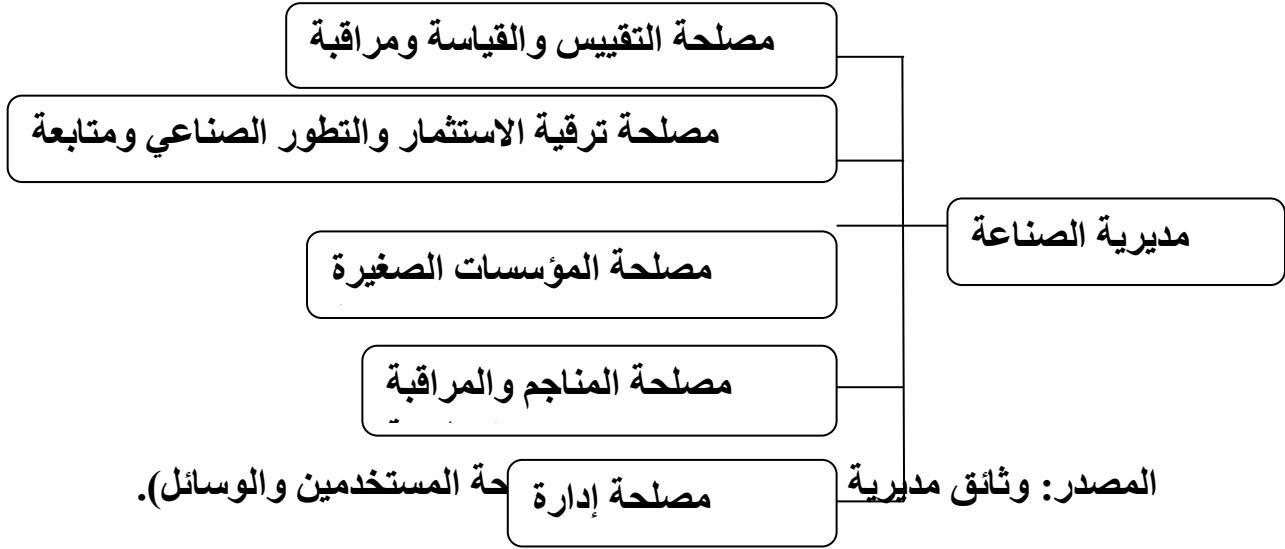 مصلحة التقييس والقياسة ومراقبة
مصلحة ترقية الاستثمار والتطور الصناعي ومتابعة
مديرية الصناعة
مصلحة المؤسسات الصغيرة
مصلحة المناجم والمراقبة
المصدر: وثائق مديرية
حة المستخدمين والوسائل).
مصلحة إدارة